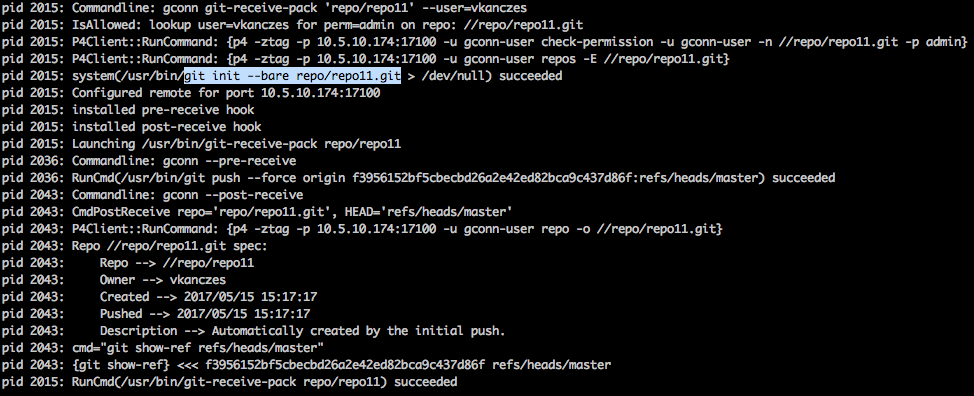 pid 2015: Commandline: gconn git-receive-pack 'repo/repo11' --user=vkanczes
pid 2015: IsAllowed: lookup user=vkanczes for perm=admin on repo: //repo/repo11.git
pid 2015: P4Client::RunCommand: {p4 -ztag -p 10.5.10.174:17100 -u gconn-user check-permission -u gconn-user -n //repo/repo11.git -p admin}
pid 2015: P4Client::RunCommand: {p4 -ztag -p 10.5.10.174:17100 -u gconn-user repos -E //repo/repo11.git}
pid 2015: system(/usr/bin/git init --bare repo/repo11.git > /dev/null) succeeded
pid 2015: Configured remote for port 10.5.10.174:17100
pid 2015: installed pre-receive hook
pid 2015: installed post-receive hook
pid 2015: Launching /usr/bin/git-receive-pack repo/repo11
pid 2036: Commandline: gconn --pre-receive
pid 2036: RunCmd(/usr/bin/git push --force origin f3956152bf5cbecbd26a2e42ed82bca9c437d86f:refs/heads/master) succeeded
pid 2043: Commandline: gconn --post-receive
pid 2043: CmdPostReceive repo='repo/repo11.git', HEAD='refs/heads/master'
pid 2043: P4Client::RunCommand: {p4 -ztag -p 10.5.10.174:17100 -u gconn-user repo -o //repo/repo11.git}
pid 2043: Repo //repo/repo11.git spec:
pid 2043:     Repo --> //repo/repo11
pid 2043:     Owner --> vkanczes
pid 2043:     Created --> 2017/05/15 15:17:17
pid 2043:     Pushed --> 2017/05/15 15:17:17
pid 2043:     Description --> Automatically created by the initial push.
pid 2043: cmd="git show-ref refs/heads/master"
pid 2043: {git show-ref} <<< f3956152bf5cbecbd26a2e42ed82bca9c437d86f refs/heads/master
pid 2015: RunCmd(/usr/bin/git-receive-pack repo/repo11) succeeded